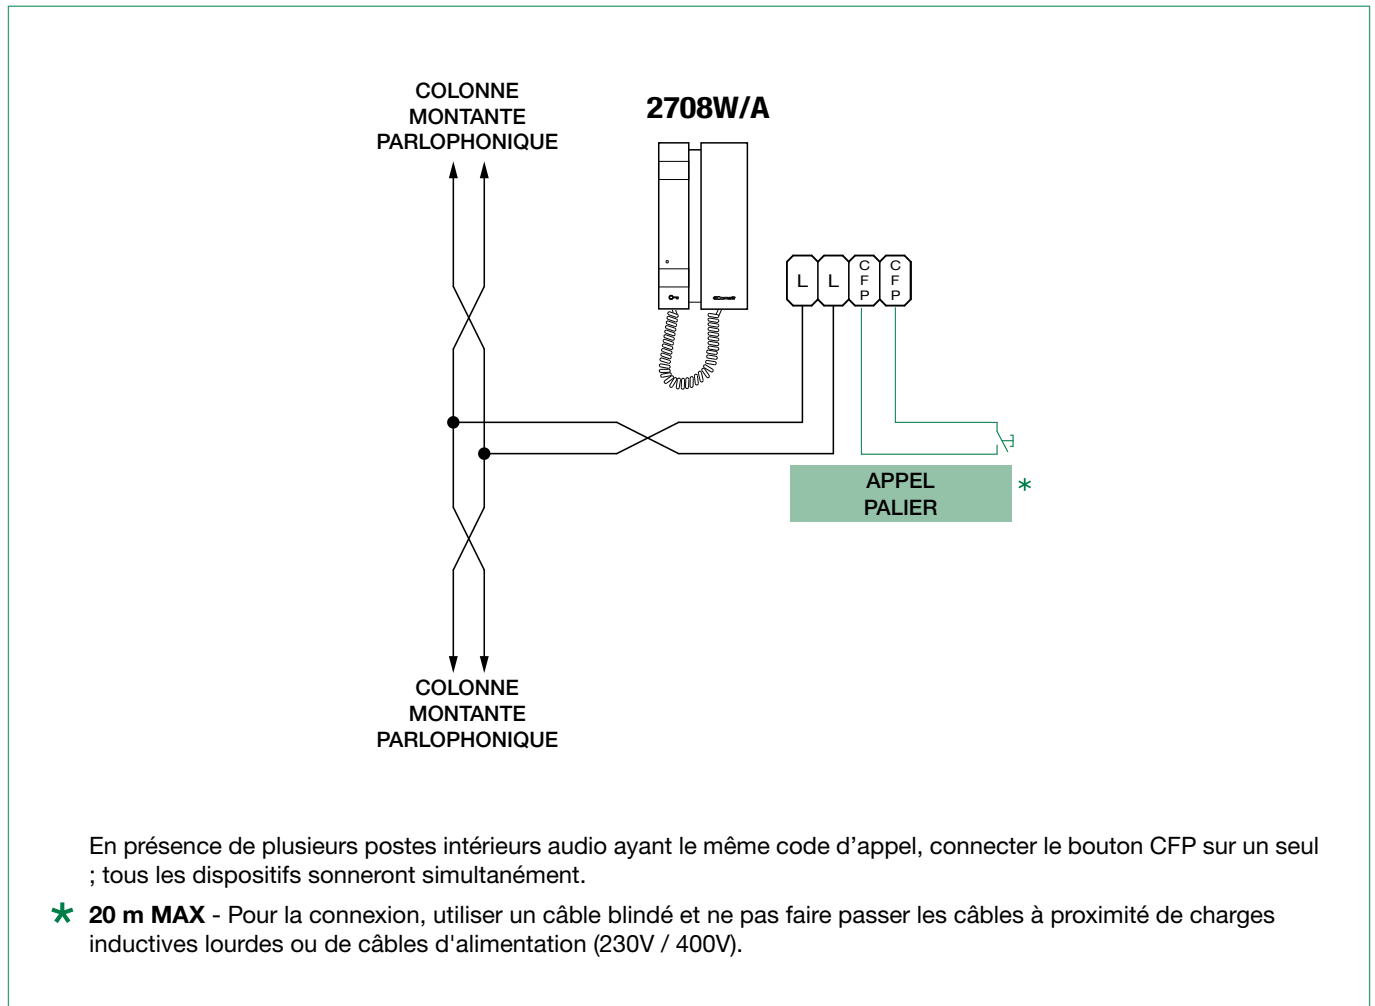 COLONNE
MONTANTE
PARLOPHONIQUE
2708W/A
L L CFP CFP
APPEL
PALIER
*
COLONNE
MONTANTE
PARLOPHONIQUE
En présence de plusieurs postes intérieurs audio ayant le même code d’appel, connecter le bouton CFP sur un seul
; tous les dispositifs sonneront simultanément.
* 20 m MAX - Pour la connexion, utiliser un câble blindé et ne pas faire passer les câbles à proximité de charges
inductives lourdes ou de câbles d'alimentation (230V / 400V).